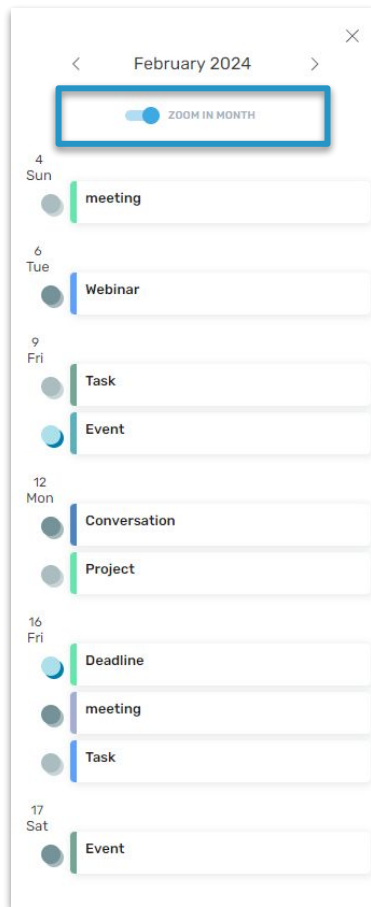 February 2024
ZOOM IN MONTH
4
Sun
meeting
6
Tue
Webinar
9
Fri
Task
Event
12
Mon
Conversation
Project
16
Fri
Deadline
meeting
Task
17
Sat
Event